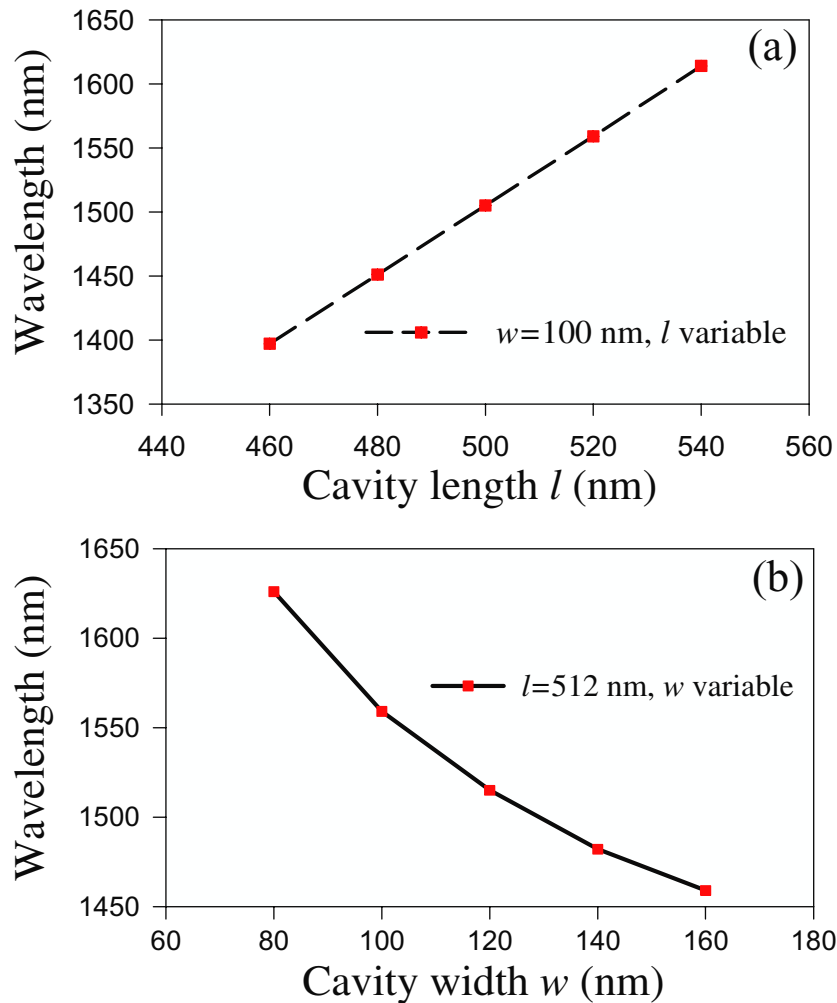 (a)
1650
1600
1550
1500
1450
1400
1350
Wavelength (nm)
w=100 nm, l variable
440 460 480 500 520 540 560
Cavity length l (nm)
(b)
1650
1600
1550
1500
1450
Wavelength (nm)
l=512 nm, w variable
60 80 100 120 140 160 180
Cavity width w (nm)